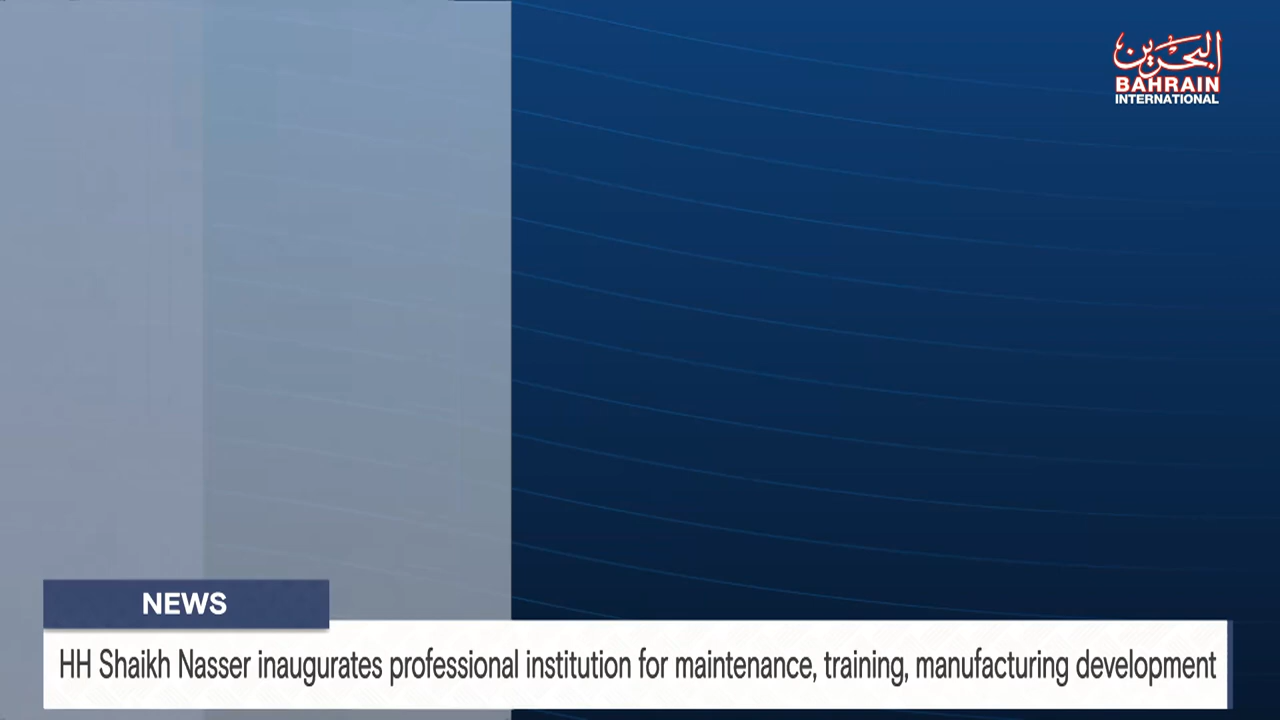 البحرين
BAHRAIN
INTERNATIONAL
NEWS
HH Shaikh Nasser inaugurates professional institution for maintenance, training, manufacturing development